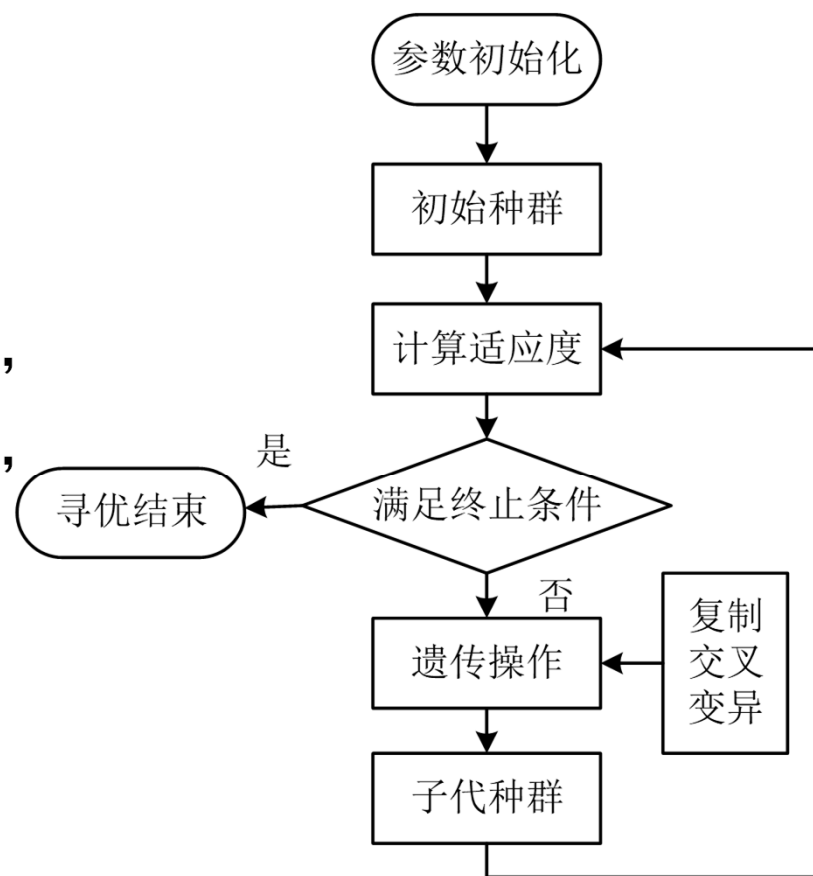 参数初始化
初始种群
计算适应度
，
是
，
寻优结束
满足终止条件
否
遗传操作
复制
交叉
变异
子代种群